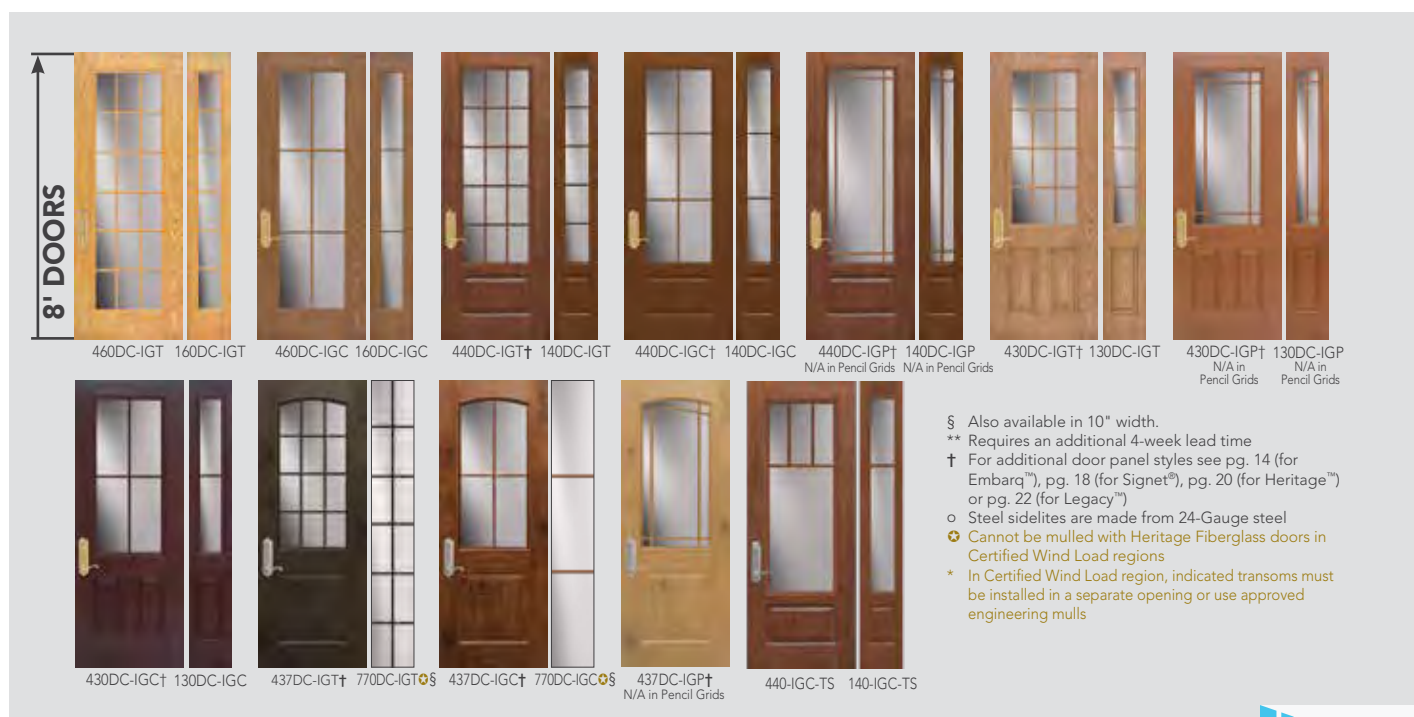 8' DOORS
460DC-IGT 160DC-IGT 460DC-IGC 160DC-IGC 440DC-IGT† 140DC-IGT 440DC-IGC† 140DC-IGC 440DC-IGP† 140DC-IGP 430DC-IGT† 130DC-IGT 430DC-IGP† 130DC-IGP
N/A in Pencil Grids N/A in Pencil Grids
N/A in
Pencil Grids
N/A in
Pencil Grids
430DC-IGC† 130DC-IGC 437DC-IGT† 770DC-IGT✪§ 437DC-IGC† 770DC-IGC✪§ 437DC-IGP† 440-IGC-TS 140-IGC-TS
N/A in Pencil Grids
§ Also available in 10" width.
** Requires an additional 4-week lead time
† For additional door panel styles see pg. 14 (for
Embarq™), pg. 18 (for Signet®), pg. 20 (for Heritage™)
or pg. 22 (for Legacy™)
o Steel sidelites are made from 24-Gauge steel
✪ Cannot be mulled with Heritage Fiberglass doors in
Certified Wind Load regions
* In Certified Wind Load region, indicated transoms must
be installed in a separate opening or use approved
engineering mulls